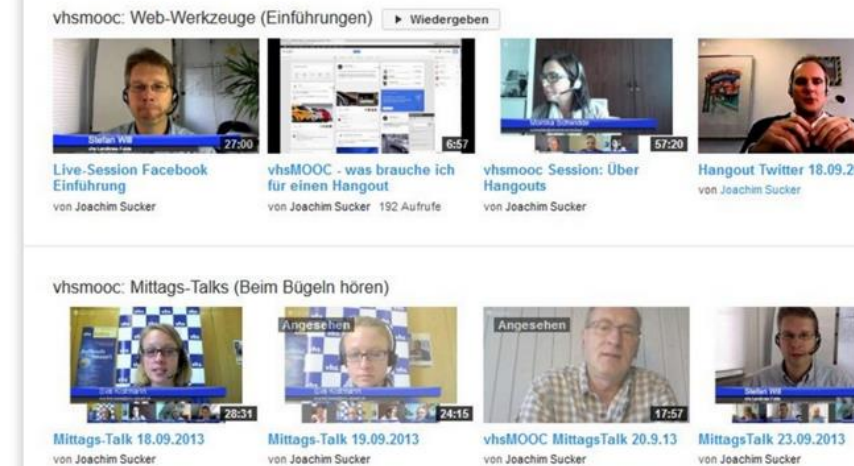 vhsmooc: Web-Werkzeuge (Einführungen) Wiedergeben
Stefan Will
27:00
6:57
Monika Schwidde
57:20
Live-Session Facebook
Einführung
von Joachim Sucker
vhsMOOC - was brauche ich
für einen Hangout
von Joachim Sucker 192 Aufrufe
vhsmooc Session: Über
Hangouts
von Joachim Sucker
Hangout Twitter 18.09.2
von Joachim Sucker
vhsmooc: Mittags-Talks (Beim Bügeln hören)
vhs
28:31
Angesehen
vhs
24:15
Angesehen
17:57
Stefan Will
Mittags-Talk 18.09.2013
von Joachim Sucker
Mittags-Talk 19.09.2013
von Joachim Sucker
vhsMOOC MittagsTalk 20.9.13
von Joachim Sucker
MittagsTalk 23.09.2013
von Joachim Sucker